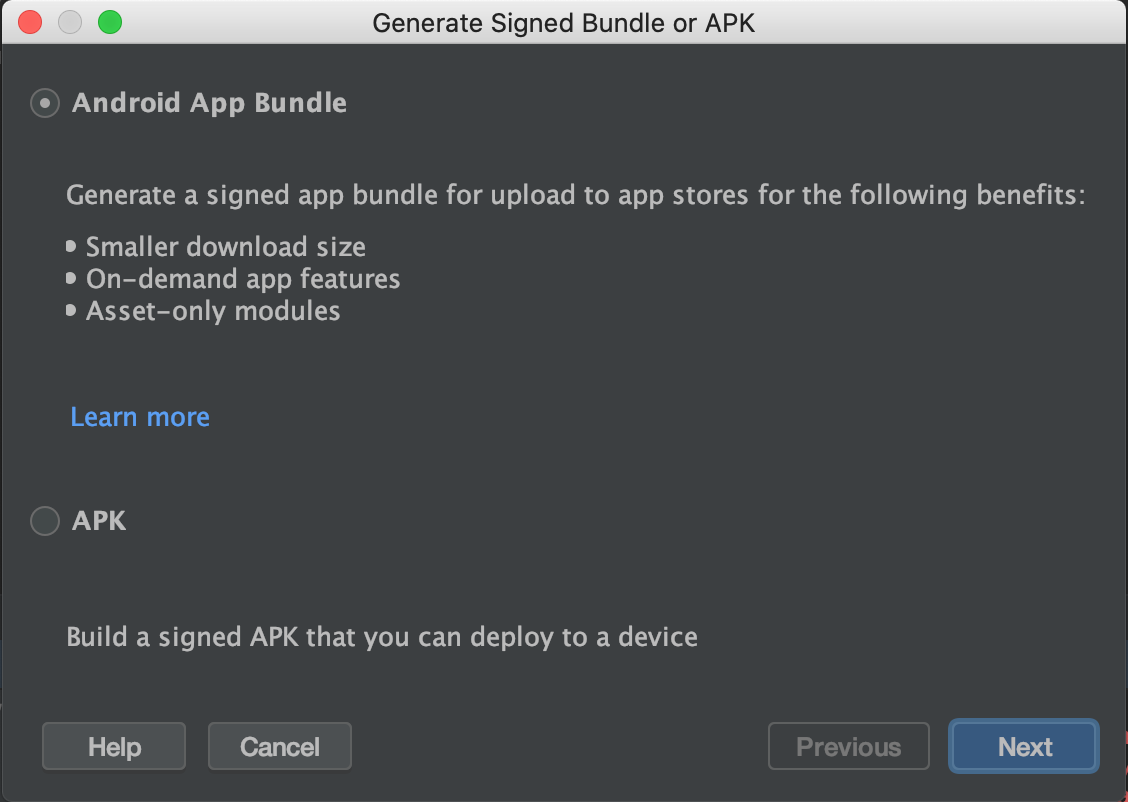 Generate Signed Bundle or APK
Android App Bundle
Generate a signed app bundle for upload to app stores for the following benefits:
Smaller download size
On-demand app features
Asset-only modules
Learn more
APK
Build a signed APK that you can deploy to a device
Help Cancel Previous Next